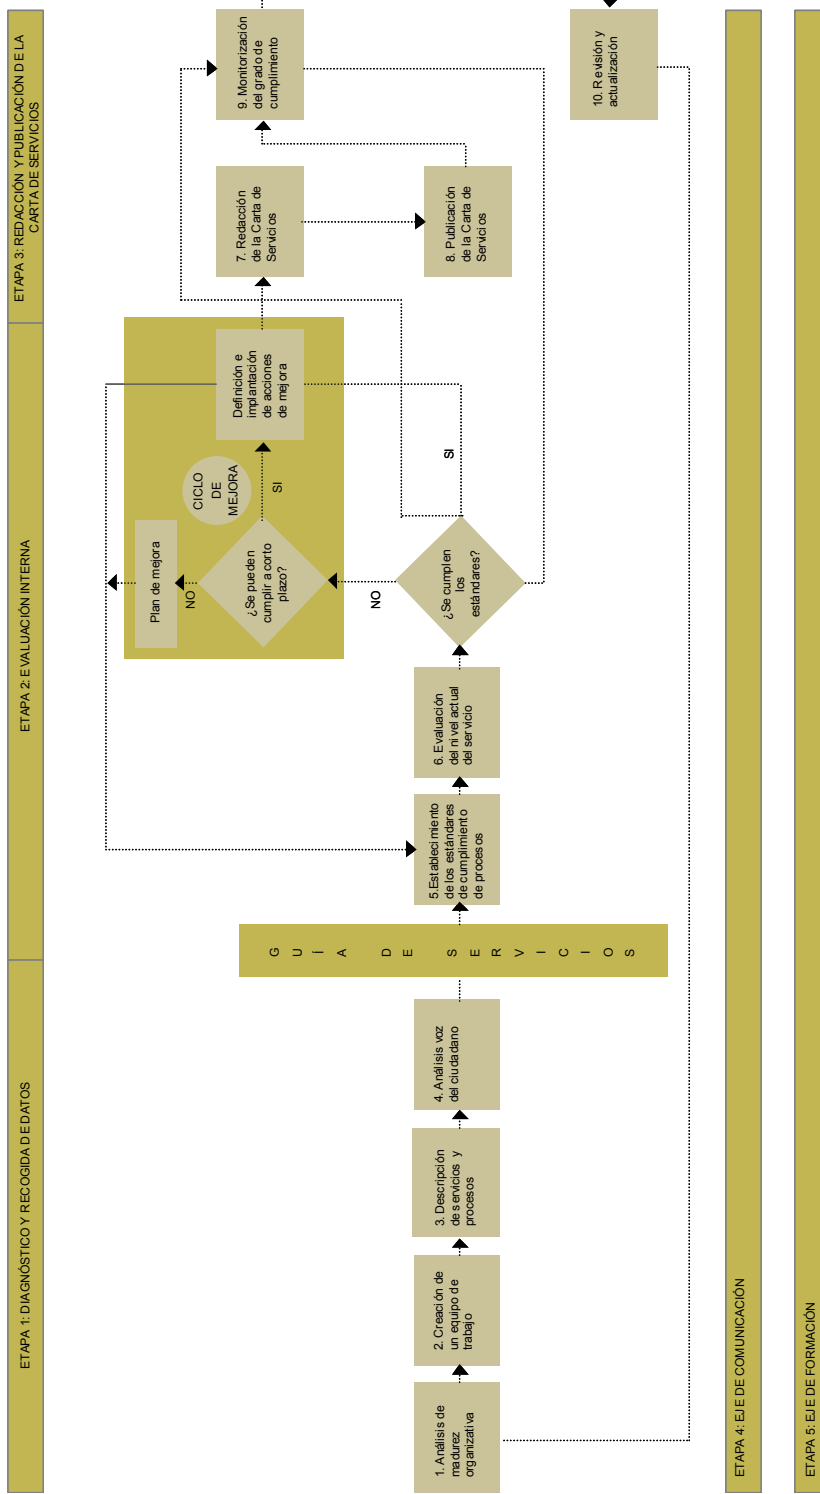 ETAPA 1: DIAGNÓSTICO Y RECOGIDA DE DATOS
ETAPA 2: EVALUACIÓN INTERNA
ETAPA 3: REDACCIÓN Y PUBLICACIÓN DE LA
CARTA DE SERVICIOS
1. Análisis de
madurez
organizativa
2. Creación de
un equipo de
trabajo
3. Descripción
de servicios y
procesos
4. Análisis voz
del ciudadano
GUÍA DE SERVICIOS
5.Establecimiento
de los estándares
de cumplimiento
de procesos
6. Evaluación
del nivel actual
del servicio
¿Se cumplen
los
estándares?
NO
SI
¿Se pueden
cumplir a corto
plazo?
NO
SI
Plan de mejora
CICLO
DE
MEJORA
Definición e
implantación
de acciones
de mejora
7. Redacción
de la Carta de
Servicios
8. Publicación
de la Carta de
Servicios
9. Monitorización
del grado de
cumplimiento
10. Revisión y
actualización
ETAPA 4: EJE DE COMUNICACIÓN
ETAPA 5: EJE DE FORMACIÓN